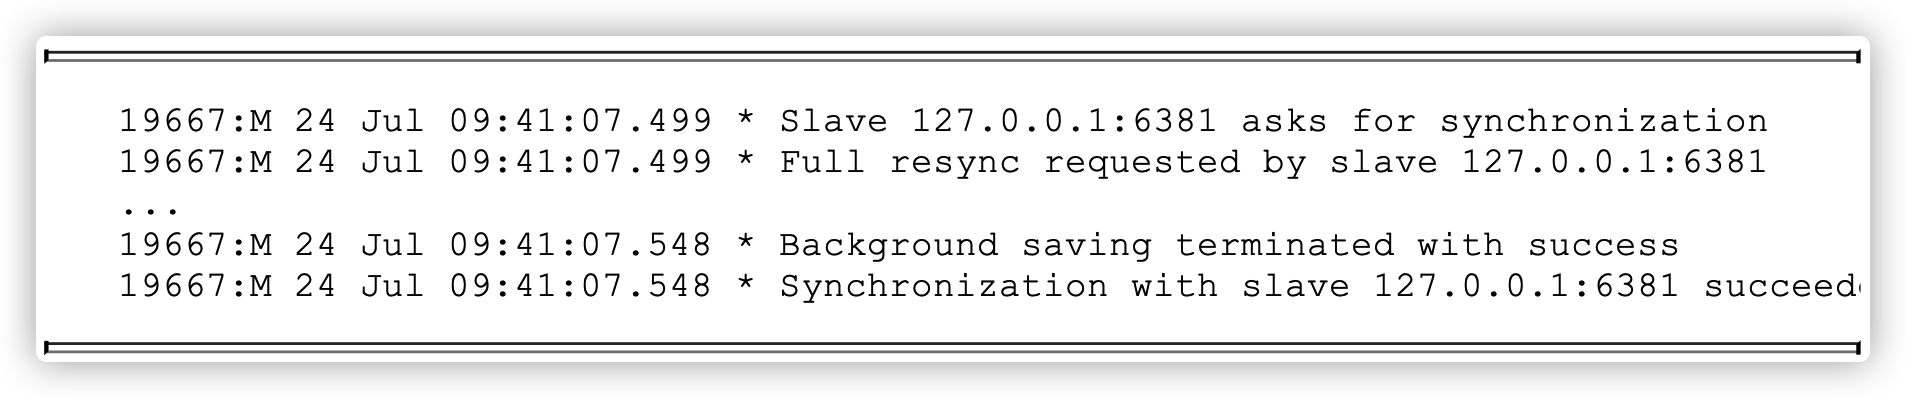 19667:M 24 Jul 09:41:07.499 * Slave 127.0.0.1:6381 asks for synchronization
19667:M 24 Jul 09:41:07.499 * Full resync requested by slave 127.0.0.1:6381
...
19667:M 24 Jul 09:41:07.548 * Background saving terminated with success
19667:M 24 Jul 09:41:07.548 * Synchronization with slave 127.0.0.1:6381